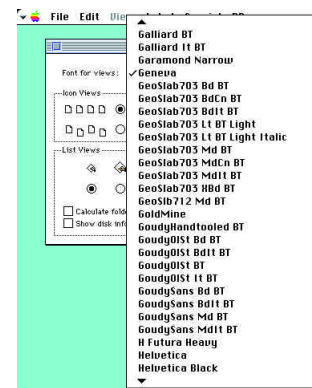 File Edit
Font for views:
Icon Views
List Views
Calculate folde
Show disk info
Galliard BT
Galliard It BT
Garamond Narrow
✓Geneva
GeoSlab703 Bd BT
GeoSlab703 BdCn BT
GeoSlab703 BdIt BT
GeoSlab703 Lt BT Light
GeoSlab703 Lt BT Light Italic
GeoSlab703 Md BT
GeoSlab703 MdCn BT
GeoSlab703 MdIt BT
GeoSlab703 XBd BT
GeoSlb712 Md BT
GoldMine
GoudyHandtooled BT
GoudyOlSt Bd BT
GoudyOlSt BdIt BT
GoudyOlSt BT
GoudyOlSt It BT
GoudySans Bd BT
GoudySans BdIt BT
GoudySans Md BT
GoudySans MdIt BT
H Futura Heavy
Helvetica
Helvetica Black